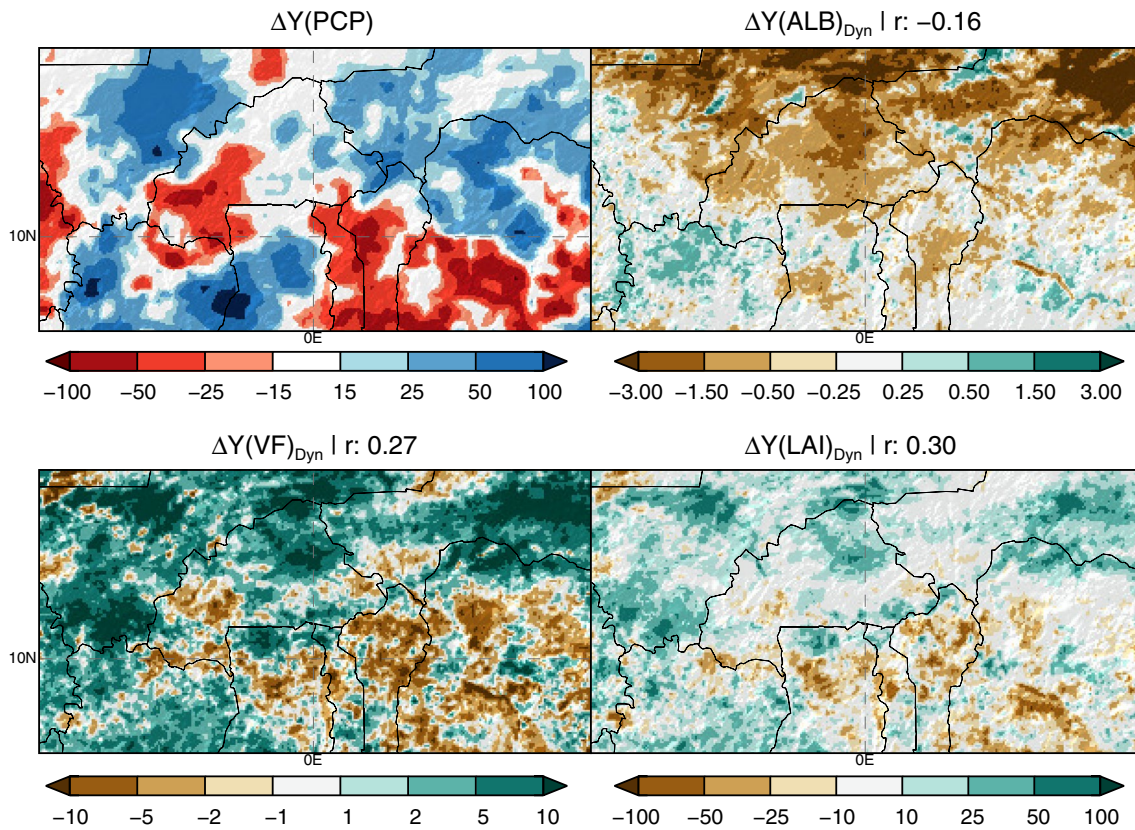 ΔY(PCP) ΔY(ALB)Dyn | r: −0.16
10N
0E 0E
−100 −50 −25 −15 15 25 50 100 −3.00 −1.50 −0.50 −0.25 0.25 0.50 1.50 3.00
ΔY(VF)Dyn | r: 0.27 ΔY(LAI)Dyn | r: 0.30
10N
0E 0E
−10 −5 −2 −1 1 2 5 10 −100 −50 −25 −10 10 25 50 100